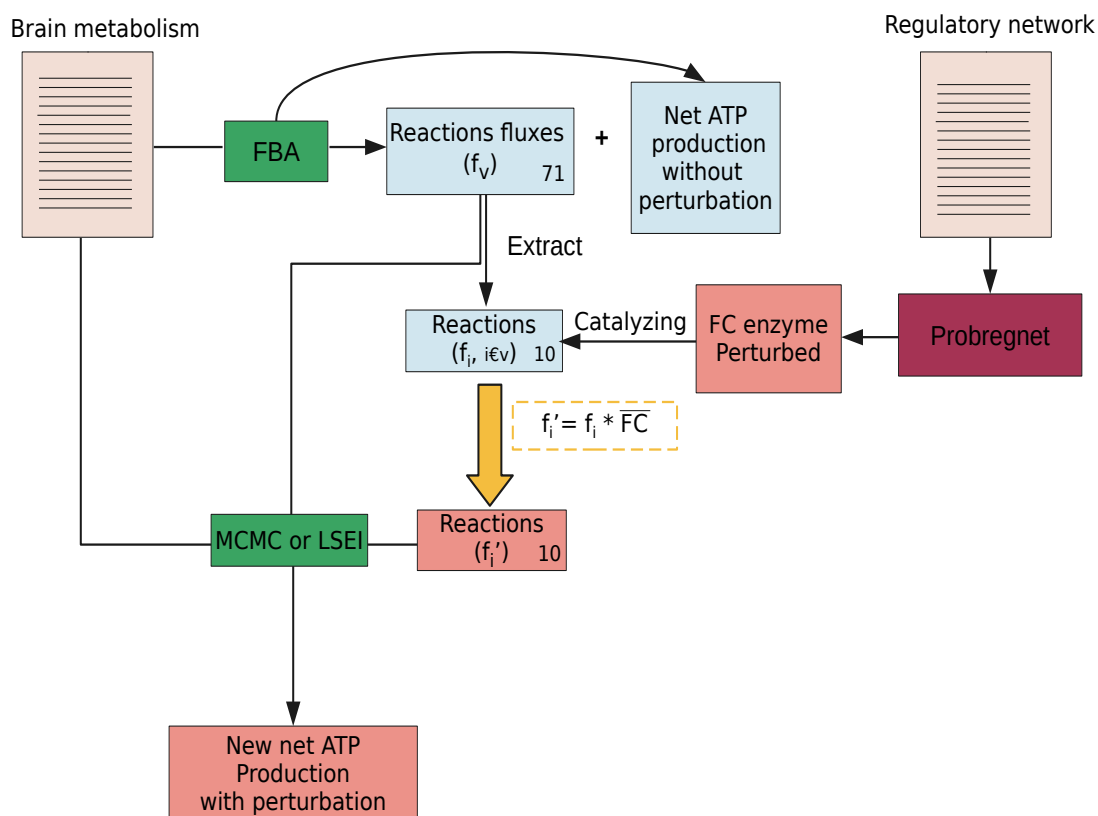 Brain metabolism
Regulatory network
FBA
Reactions fluxes
(fv)
71
+
Net ATP
production
without
perturbation
Extract
Reactions
(fi, i€v)
10
Catalyzing
FC enzyme
Perturbed
Probregnet
fi’= fi * F̅C̅
Reactions
(fi’)
10
MCMC or LSEI
New net ATP
Production
with perturbation